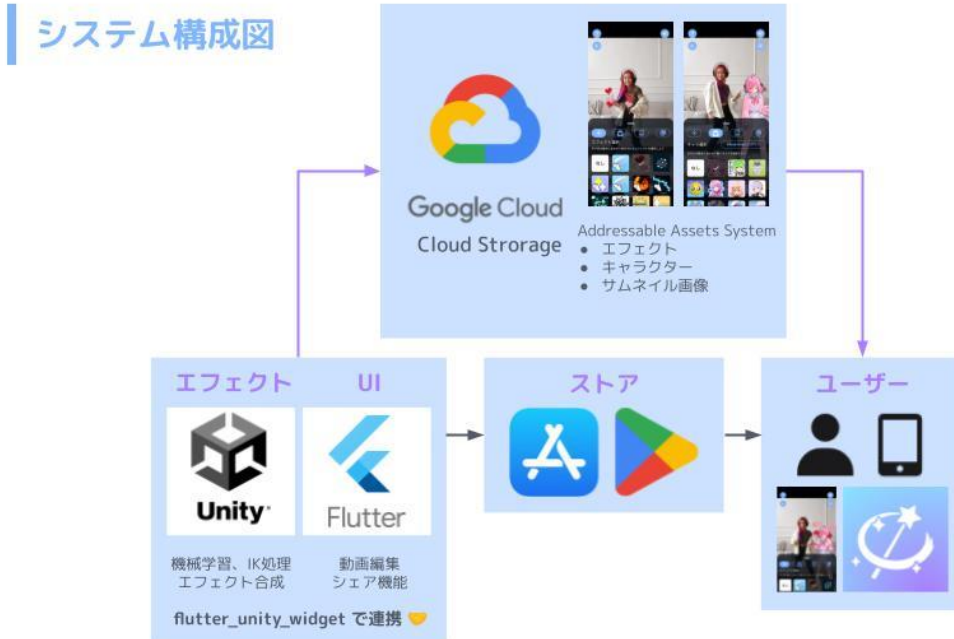 システム構成図
Google Cloud
Cloud Strorage
Addressable Assets System
● エフェクト
● キャラクター
● サムネイル画像
エフェクト
UI
Unity
Flutter
機械学習、IK処理
エフェクト合成
動画編集
シェア機能
flutter_unity_widget で連携 🤝
ストア
ユーザー